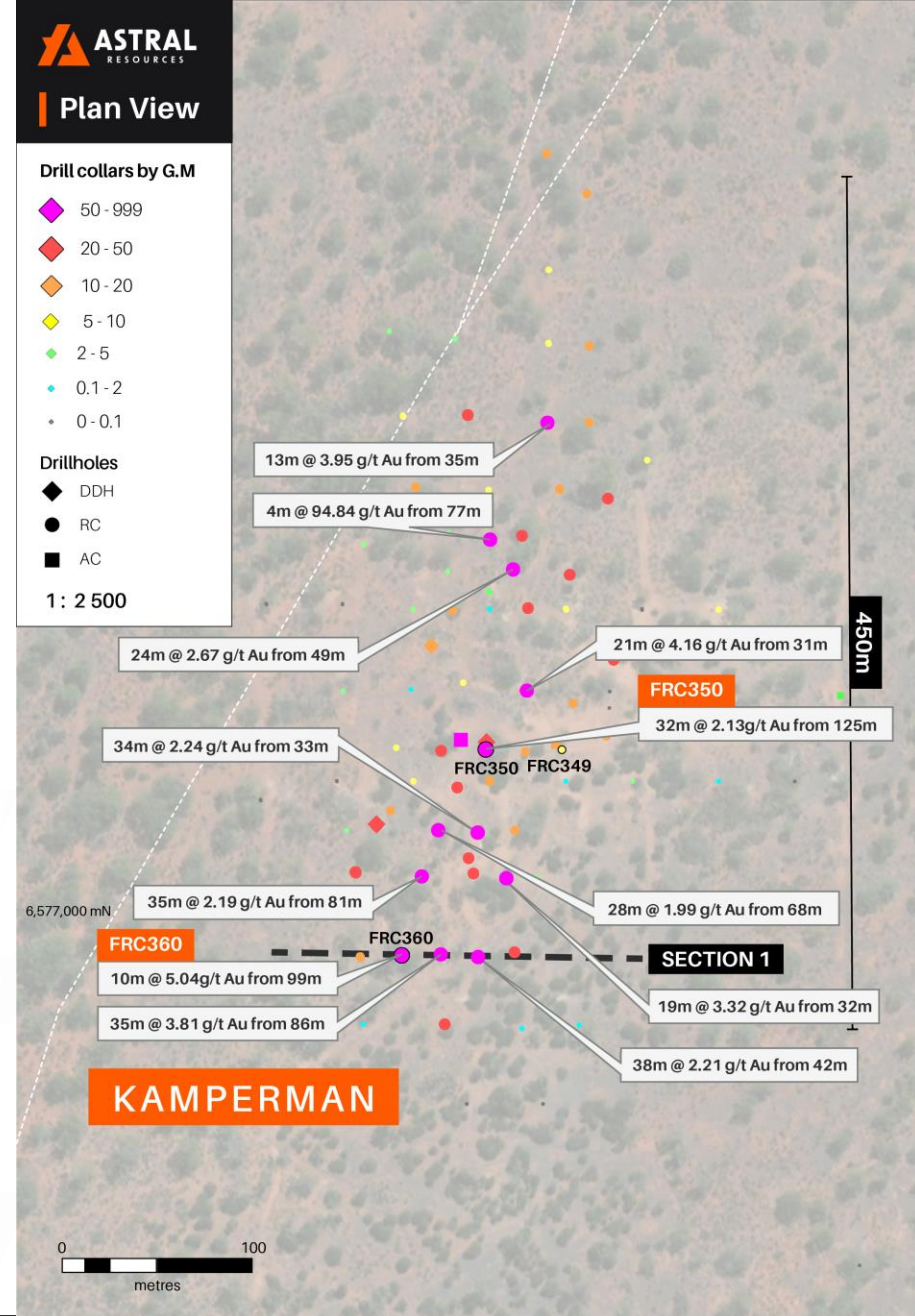 ASTRAL
RESOURCES
Plan View
Drill collars by G.M
50 - 999
20 - 50
10 - 20
5 - 10
2 - 5
0.1 - 2
0 - 0.1
Drillholes
DDH
RC
AC
1 : 2 500
13m @ 3.95 g/t Au from 35m
4m @ 94.84 g/t Au from 77m
24m @ 2.67 g/t Au from 49m
21m @ 4.16 g/t Au from 31m
450m
FRC350
32m @ 2.13g/t Au from 125m
34m @ 2.24 g/t Au from 33m
FRC350 FRC349
35m @ 2.19 g/t Au from 81m
28m @ 1.99 g/t Au from 68m
6,577,000 mN
FRC360
FRC360
SECTION 1
10m @ 5.04g/t Au from 99m
19m @ 3.32 g/t Au from 32m
35m @ 3.81 g/t Au from 86m
38m @ 2.21 g/t Au from 42m
KAMPERMAN
0 100
metres